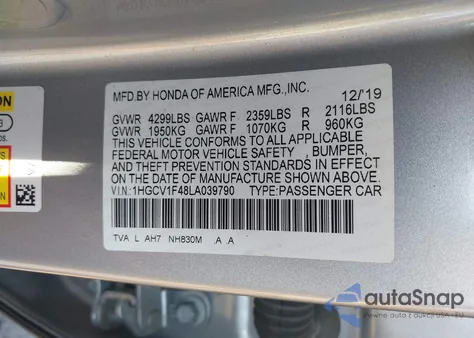 MFD.BY HONDA OF AMERICA MFG.,INC.
12/'19
GVWR 4299LBS GAWR F 2359LBS R 2116LBS
GVWR 1950KG GAWR F 1070KG R 960KG
THIS VEHICLE CONFORMS TO ALL APPLICABLE
FEDERAL MOTOR VEHICLE SAFETY , BUMPER,
AND THEFT PREVENTION STANDARDS IN EFFECT
ON THE DATE OF MANUFACTURE SHOWN ABOVE.
V.I.N.:1HGCV1F48LA039790 TYPE:PASSENGER CAR
TVA L AH7 NH830M .A .A
ON
3
autoSnap